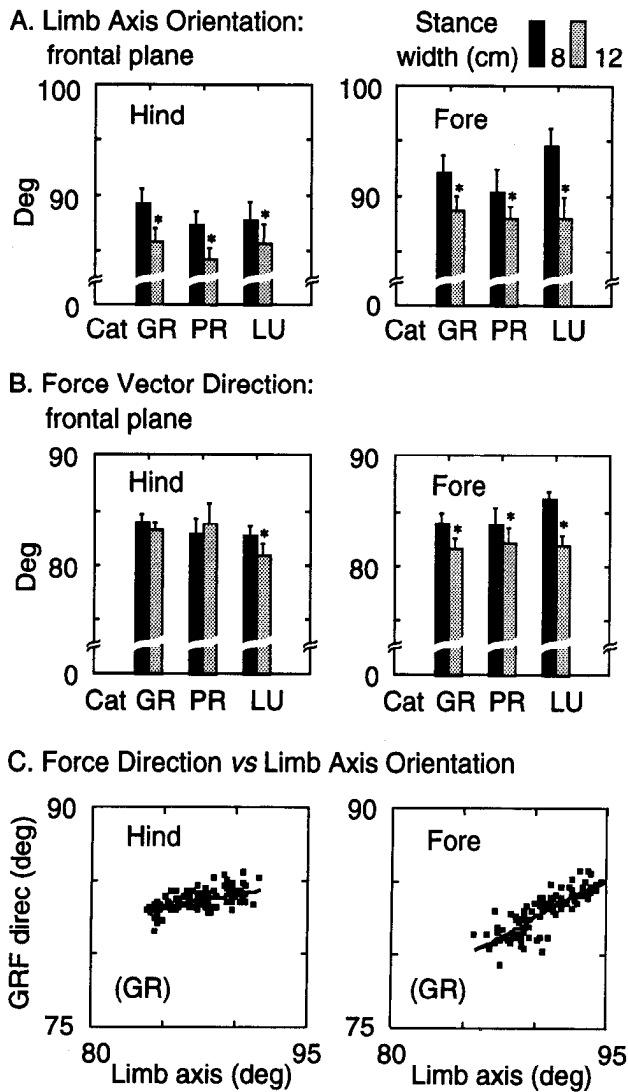 A. Limb Axis Orientation:
frontal plane
Stance
width (cm) 8 12
100
90
0
Deg
Hind
* * *
Cat GR PR LU
Fore
100
90
0
* * *
Cat GR PR LU
B. Force Vector Direction:
frontal plane
90
80
0
Deg
Hind
*
Cat GR PR LU
90
80
0
Fore
* * *
Cat GR PR LU
C. Force Direction vs Limb Axis Orientation
90
75
GRF direc (deg)
Hind
(GR)
80 95
Limb axis (deg)
90
75
Fore
(GR)
80 95
Limb axis (deg)